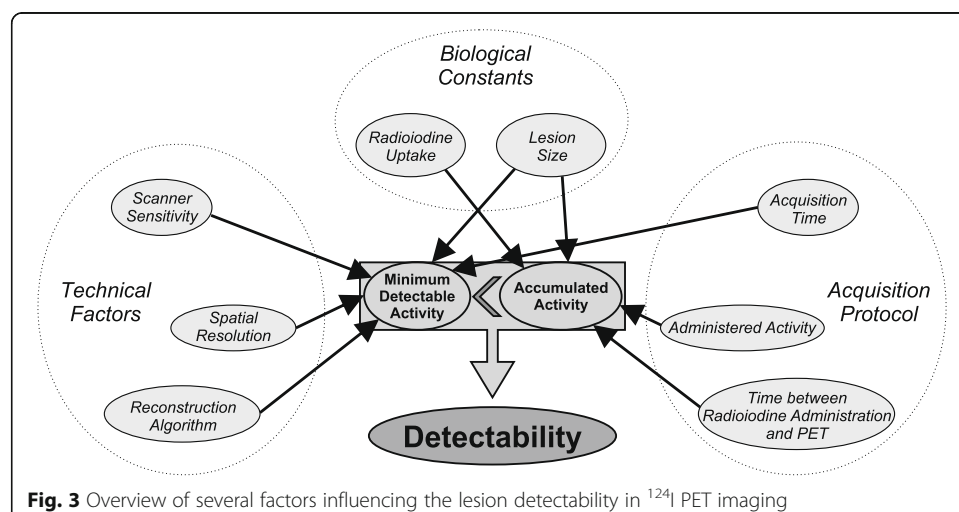 Biological
Constants
Radioiodine
Uptake
Lesion
Size
Scanner
Sensitivity
Acquisition
Time
Technical
Factors
Minimum
Detectable
Activity
<
Accumulated
Activity
Acquisition
Protocol
Spatial
Resolution
Administered Activity
Reconstruction
Algorithm
Time between
Radioiodine Administration
and PET
Detectability
Fig. 3 Overview of several factors influencing the lesion detectability in ¹²⁴I PET imaging